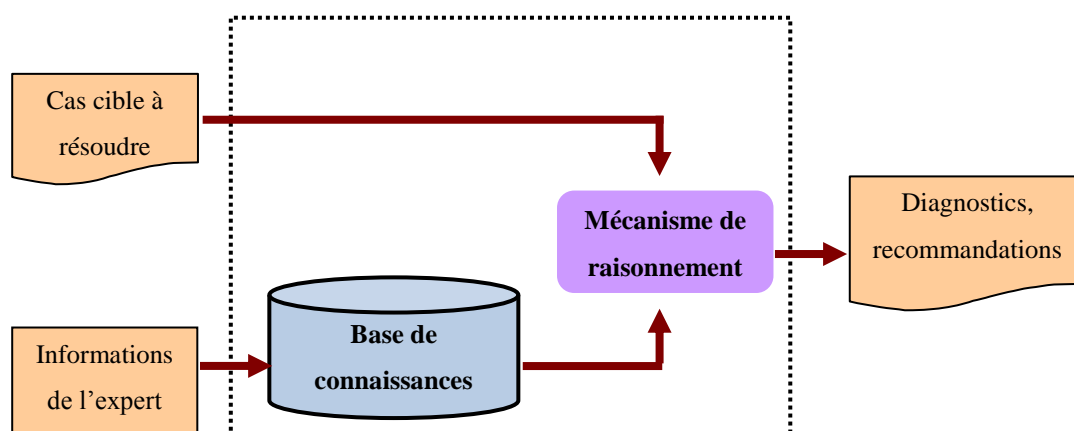 Cas cible à
résoudre
Mécanisme de
raisonnement
Diagnostics,
recommandations
Base de
connaissances
Informations
de l’expert